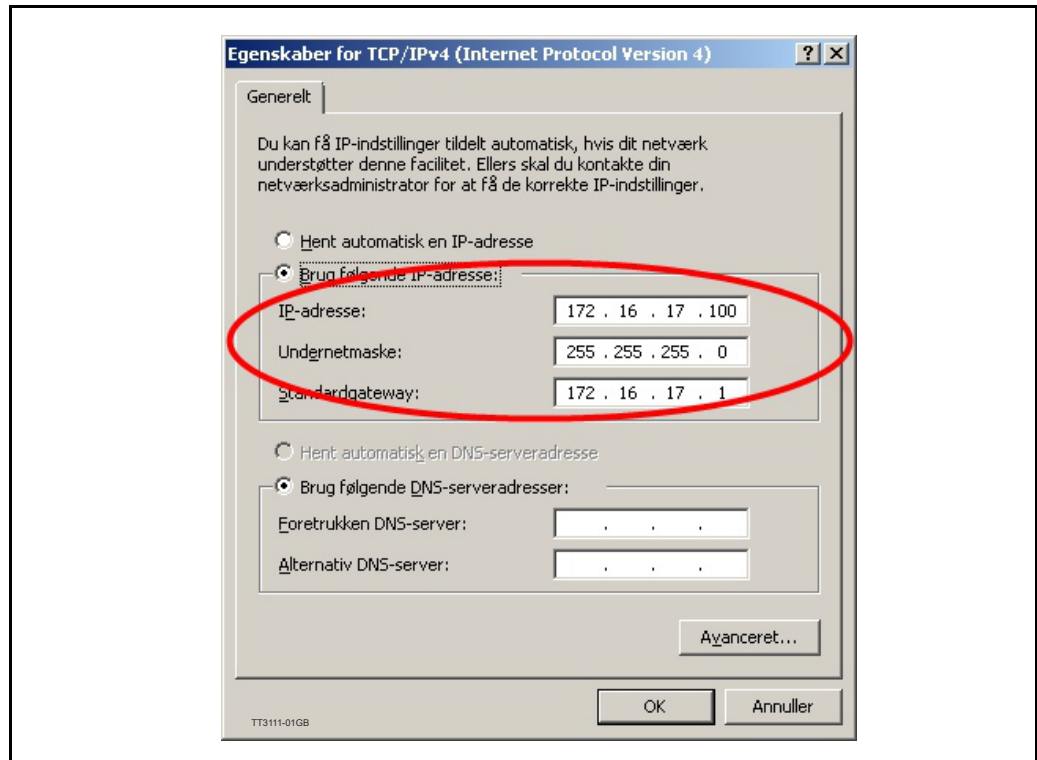 Egenskaber for TCP/IPv4 (Internet Protocol Version 4)
Generelt
Du kan få IP-indstillinger tildelt automatisk, hvis dit netværk
understøtter denne facilitet. Ellers skal du kontakte din
netværksadministrator for at få de korrekte IP-indstillinger.
Hent automatisk en IP-adresse
Brug følgende IP-adresse:
IP-adresse: 172 . 16 . 17 . 100
Undernetmaske: 255 . 255 . 255 . 0
Standardgateway: 172 . 16 . 17 . 1
Hent automatisk en DNS-serveradresse
Brug følgende DNS-serveradresser:
Foretrukken DNS-server: . . .
Alternativ DNS-server: . . .
Avanceret...
OK Annuller
TT3111-01GB